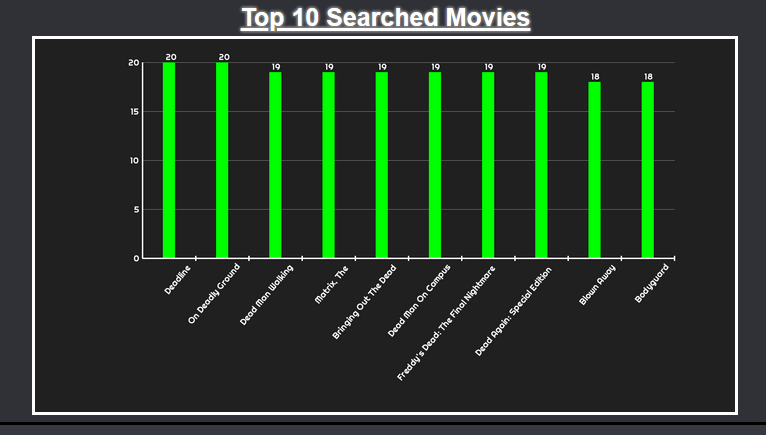 Top 10 Searched Movies
20 20 19 19 19 19 19 19 18 18
20
15
10
5
0
Deadline
On Deadly Ground
Dead Man Walking
Matrix, The
Bringing Out The Dead
Dead Man On Campus
Freddy's Dead: The Final Nightmare
Dead Again: Special Edition
Blown Away
Bodyguard